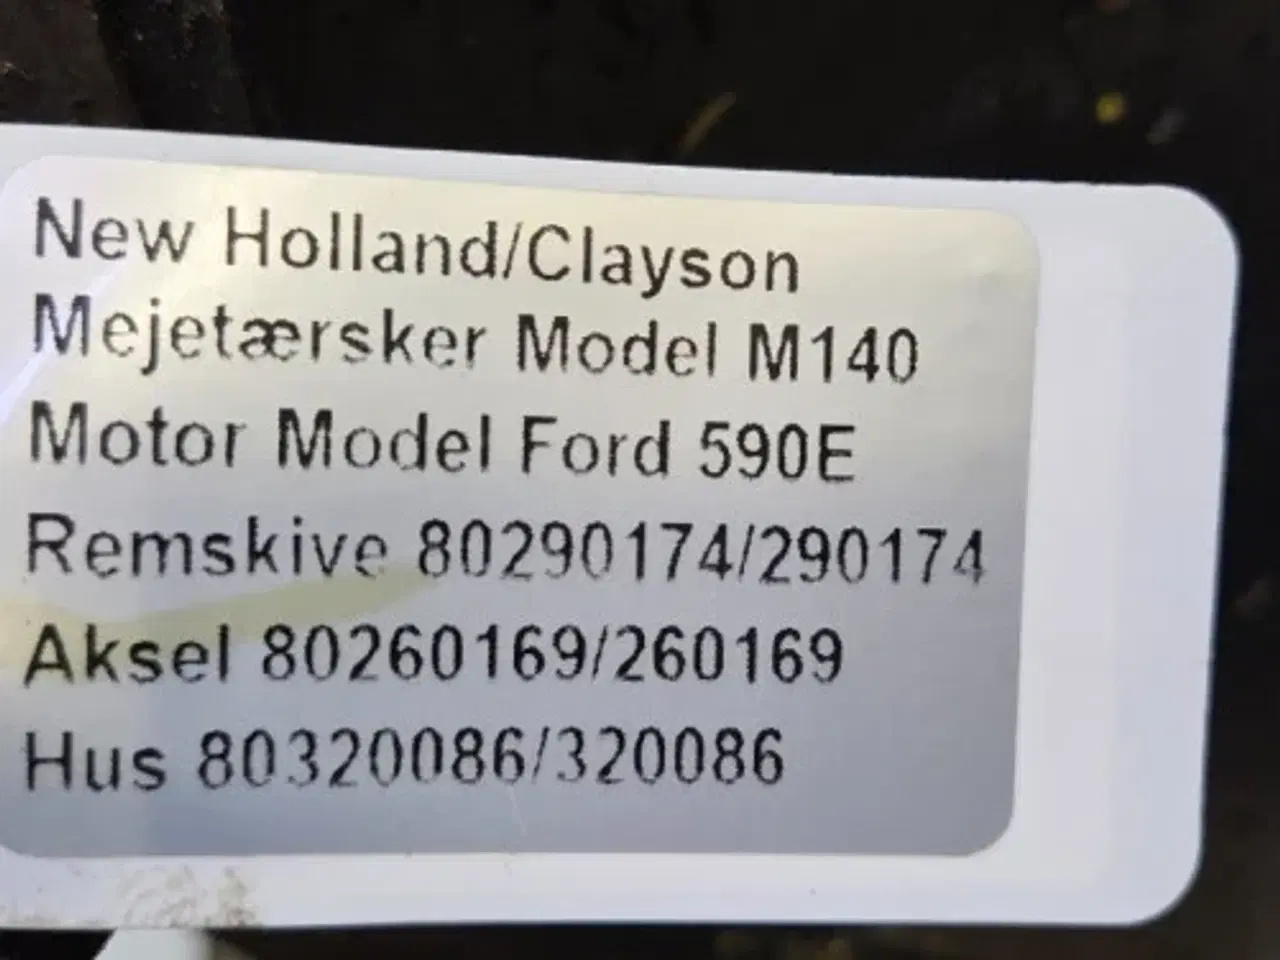 New Holland/Clayson
Mejetærsker Model M140
Motor Model Ford 590E
Remskive 80290174/290174
Aksel 80260169/260169
Hus 80320086/320086